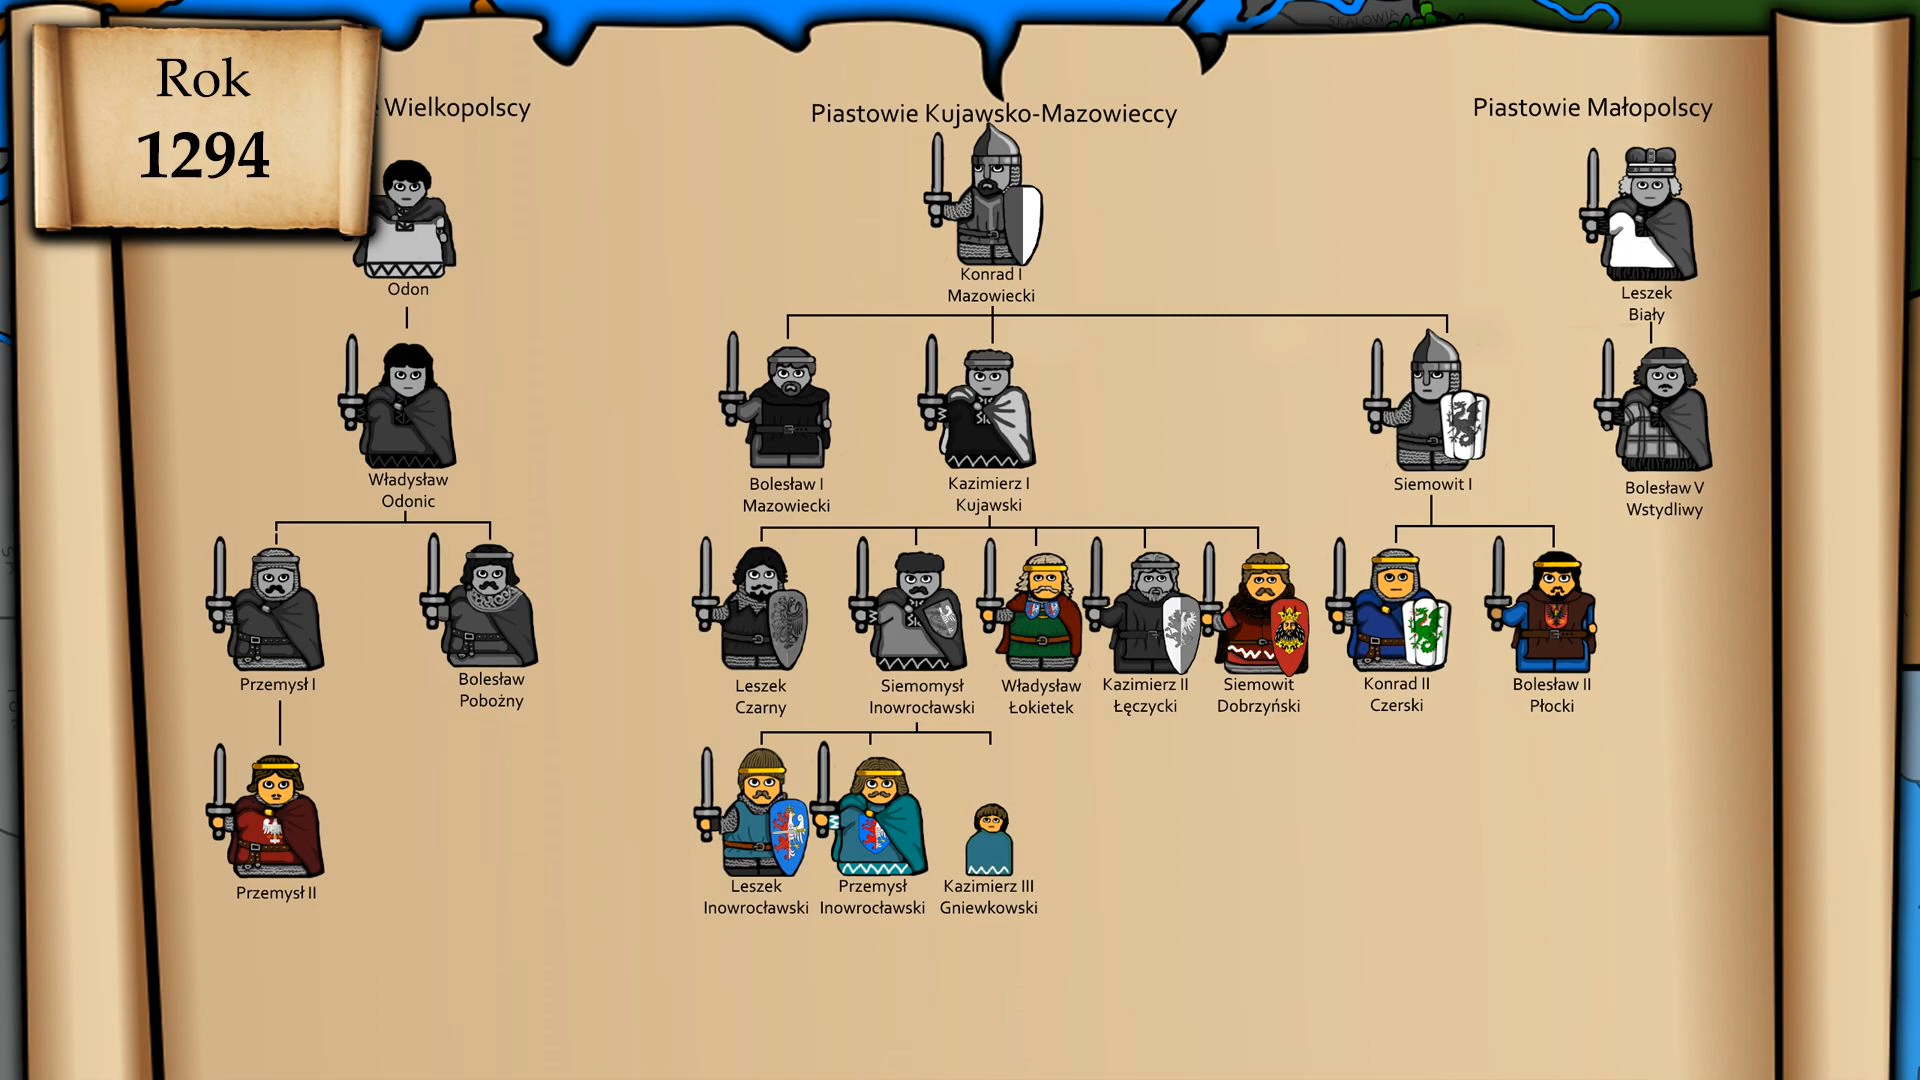 SKALOWIA
Rok
1294
Wielkopolscy
Piastowie Kujawsko-Mazowieccy
Piastowie Małopolscy
Odon
Konrad I
Mazowiecki
Leszek
Biały
Władysław
Odonic
Bolesław I
Mazowiecki
Kazimierz I
Kujawski
Siemowit I
Bolesław V
Wstydliwy
Przemysł I
Bolesław
Pobożny
Leszek
Czarny
Siemomysł
Inowrocławski
Władysław
Łokietek
Kazimierz II
Łęczycki
Siemowit
Dobrzyński
Konrad II
Czerski
Bolesław II
Płocki
Przemysł II
Leszek
Inowrocławski
Przemysł
Inowrocławski
Kazimierz III
Gniewkowski